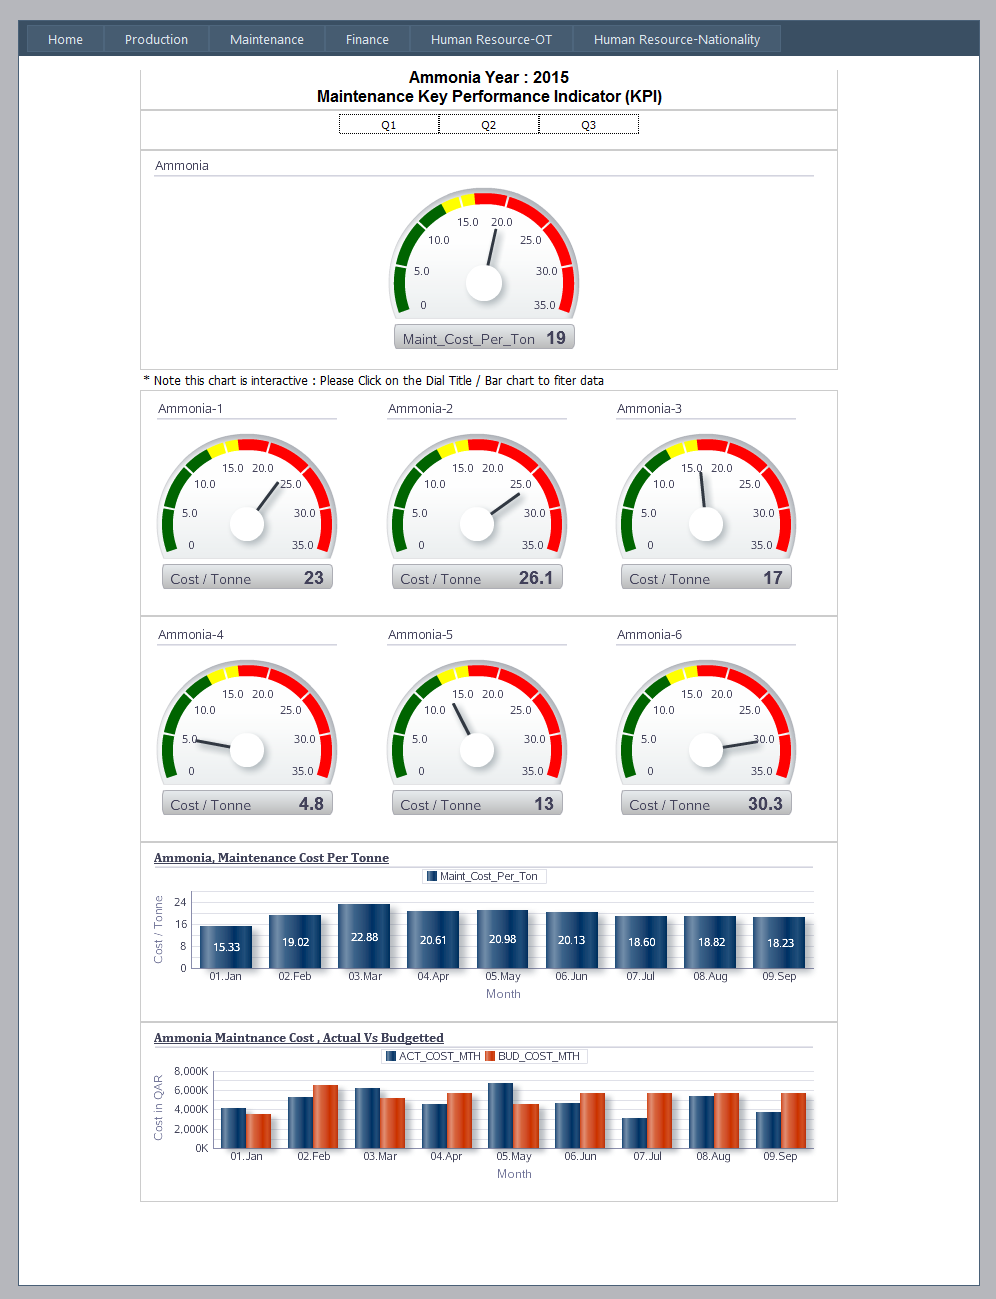 Home Production Maintenance Finance Human Resource-OT Human Resource-Nationality
Ammonia Year : 2015
Maintenance Key Performance Indicator (KPI)
Q1 Q2 Q3
Ammonia
15.0 20.0
10.0 25.0
5.0 30.0
0 35.0
Maint_Cost_Per_Ton 19
* Note this chart is interactive : Please Click on the Dial Title / Bar chart to fiter data
Ammonia-1 Ammonia-2 Ammonia-3
15.0 20.0 15.0 20.0 15.0 20.0
10.0 25.0 10.0 25.0 10.0 25.0
5.0 30.0 5.0 30.0 5.0 30.0
0 35.0 0 35.0 0 35.0
Cost / Tonne 23 Cost / Tonne 26.1 Cost / Tonne 17
Ammonia-4 Ammonia-5 Ammonia-6
15.0 20.0 15.0 20.0 15.0 20.0
10.0 25.0 10.0 25.0 10.0 25.0
5.0 30.0 5.0 30.0 5.0 30.0
0 35.0 0 35.0 0 35.0
Cost / Tonne 4.8 Cost / Tonne 13 Cost / Tonne 30.3
Ammonia, Maintenance Cost Per Tonne
Maint_Cost_Per_Ton
Cost / Tonne
24
16
8
0
15.33 19.02 22.88 20.61 20.98 20.13 18.60 18.82 18.23
01.Jan 02.Feb 03.Mar 04.Apr 05.May 06.Jun 07.Jul 08.Aug 09.Sep
Month
Ammonia Maintnance Cost , Actual Vs Budgetted
ACT_COST_MTH BUD_COST_MTH
Cost in QAR
8,000K
6,000K
4,000K
2,000K
0K
01.Jan 02.Feb 03.Mar 04.Apr 05.May 06.Jun 07.Jul 08.Aug 09.Sep
Month